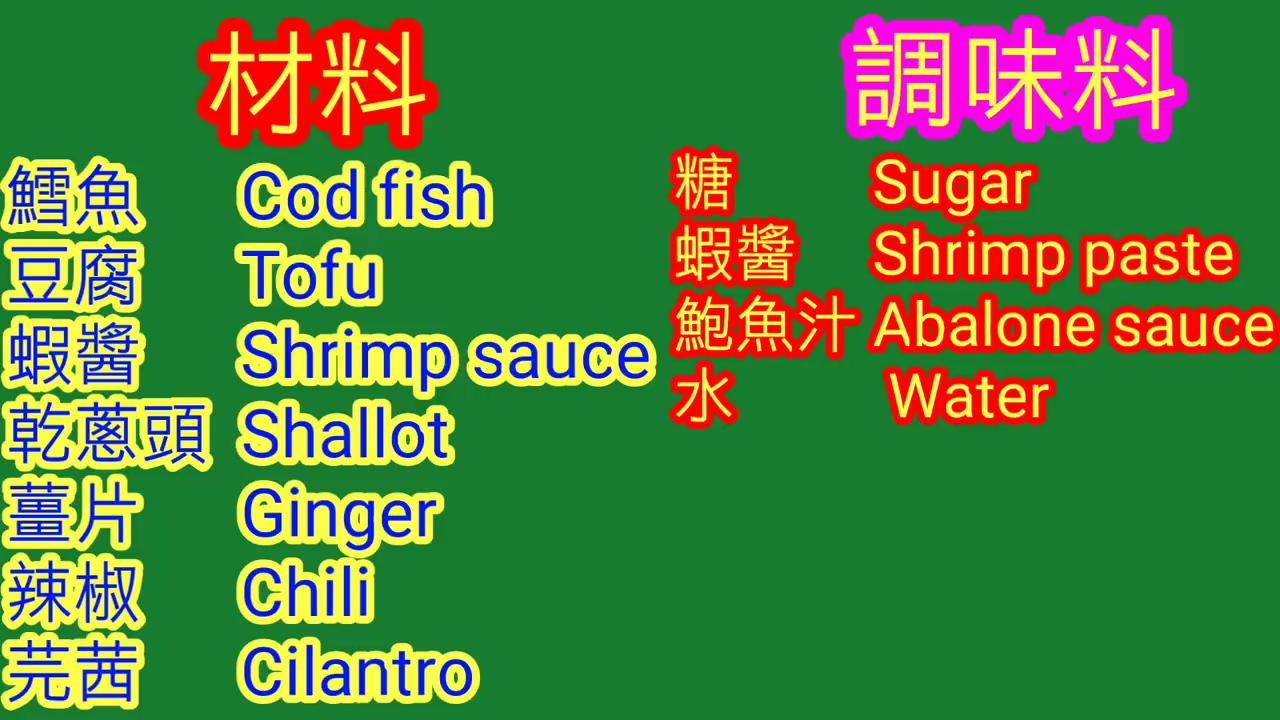 材料
鱈魚 Cod fish
豆腐 Tofu
蝦醬 Shrimp sauce
乾蔥頭 Shallot
薑片 Ginger
辣椒 Chili
芫茜 Cilantro
調味料
糖 Sugar
蝦醬 Shrimp paste
鮑魚汁 Abalone sauce
水 Water